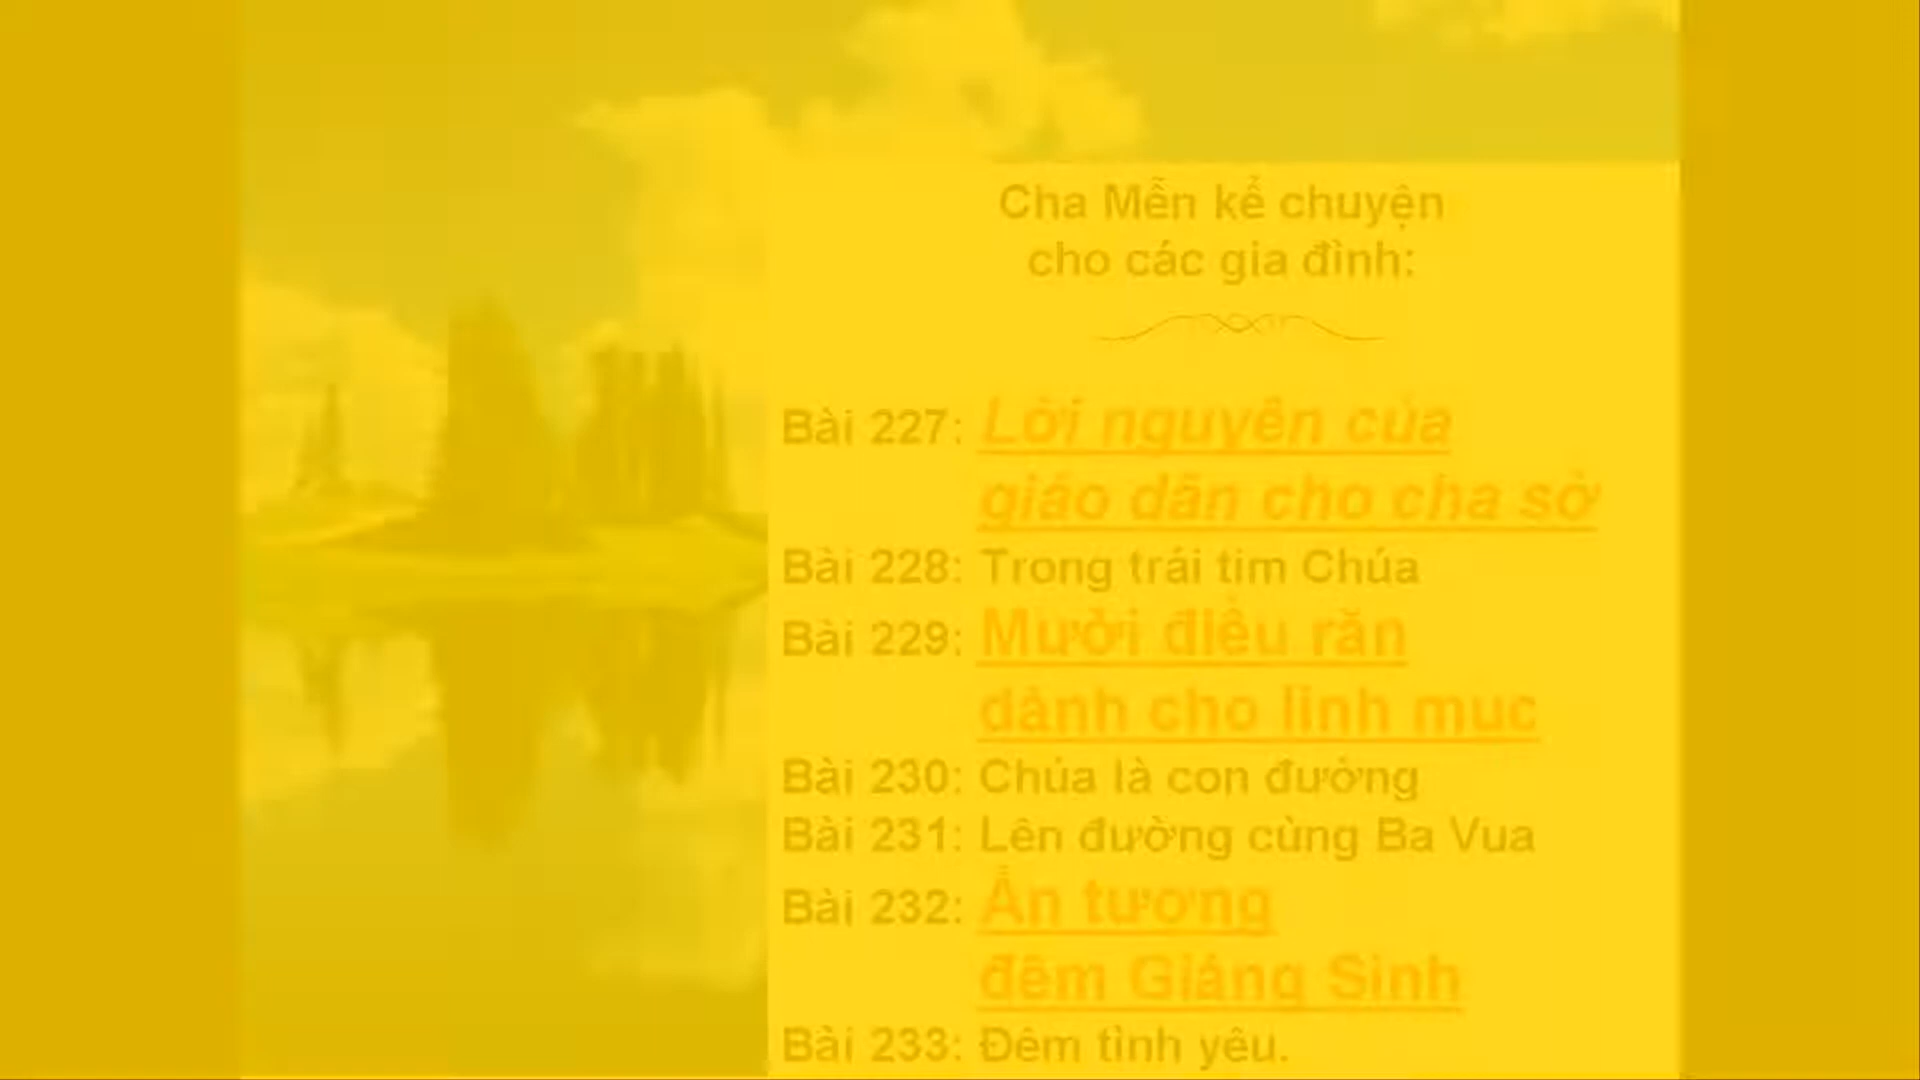 Cha Mễn kể chuyện
cho các gia đình:
Bài 227: Lời nguyện của
giáo dân cho cha sở
Bài 228: Trong trái tim Chúa
Bài 229: Mười điều răn
dành cho linh mục
Bài 230: Chúa là con đường
Bài 231: Lên đường cùng Ba Vua
Bài 232: Ấn tượng
đêm Giáng Sinh
Bài 233: Đêm tình yêu.